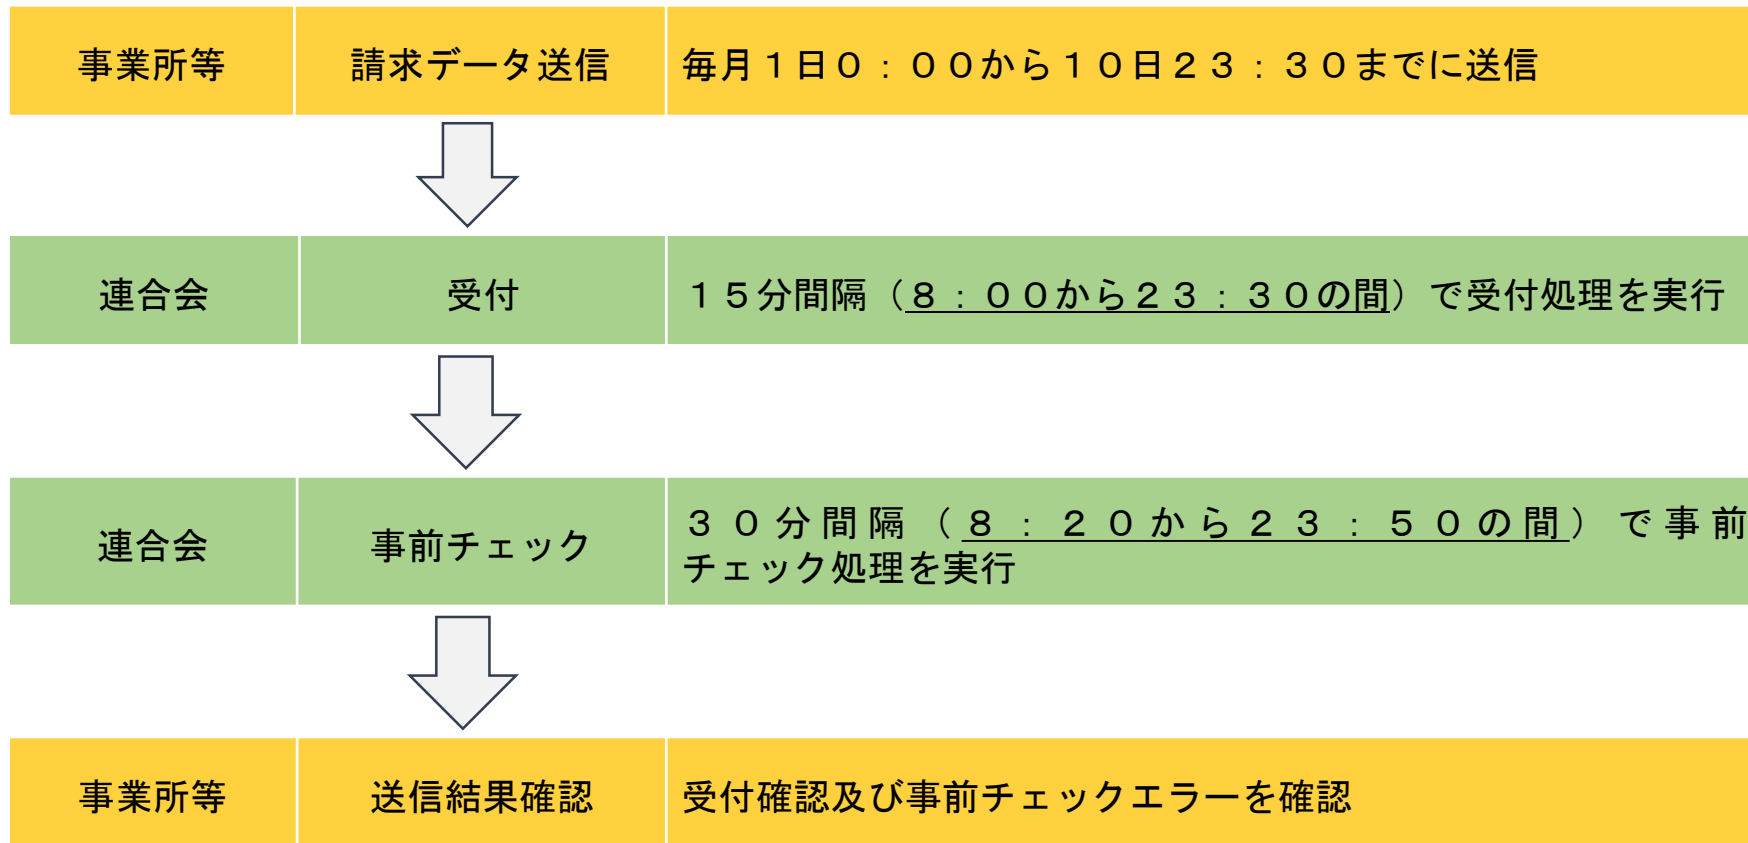 事業所等 請求データ送信 毎月１日０：００から１０日２３：３０までに送信
連合会 受付 １５分間隔（８：００から２３：３０の間）で受付処理を実行
連合会 事前チェック ３０分間隔（８：２０から２３：５０の間）で事前
チェック処理を実行
事業所等 送信結果確認 受付確認及び事前チェックエラーを確認